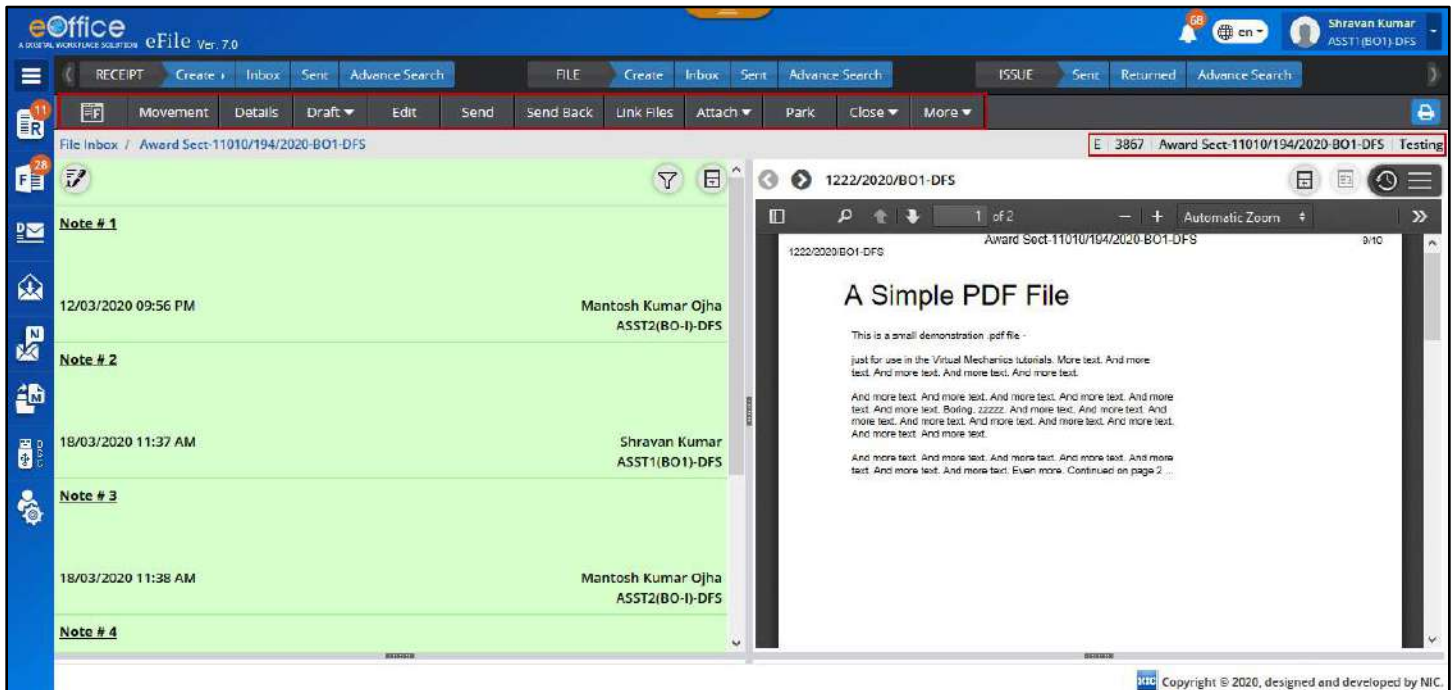 eOffice
A DIGITAL WORKPLACE SOLUTION
eFile Ver. 7.0
68
en
Shravan Kumar
ASST1(BO1)-DFS
RECEIPT Create Inbox Sent Advance Search FILE Create Inbox Sent Advance Search ISSUE Sent Returned Advance Search
Movement Details Draft Edit Send Send Back Link Files Attach Park Close More
11
R
File Inbox / Award Sect-11010/194/2020-BO1-DFS
E 3867 Award Sect-11010/194/2020-BO1-DFS Testing
28
F
D
N
M
DSC
Note # 1
12/03/2020 09:56 PM Mantosh Kumar Ojha
ASST2(BO-I)-DFS
Note # 2
18/03/2020 11:37 AM Shravan Kumar
ASST1(BO1)-DFS
Note # 3
18/03/2020 11:38 AM Mantosh Kumar Ojha
ASST2(BO-I)-DFS
Note # 4
1222/2020/BO1-DFS
1 of 2 Automatic Zoom
Award Sect-11010/194/2020-BO1-DFS 9/10
1222/2020/BO1-DFS
A Simple PDF File
This is a small demonstration .pdf file -
just for use in the Virtual Mechanics tutorials. More text. And more
text. And more text. And more text. And more text.
And more text. And more text. And more text. And more text. And more
text. And more text. Boring, zzzzz. And more text. And more text. And
more text. And more text. And more text. And more text. And more text.
And more text. And more text.
And more text. And more text. And more text. And more text. And more
text. And more text. And more text. Even more. Continued on page 2 ...
NIC Copyright © 2020, designed and developed by NIC.